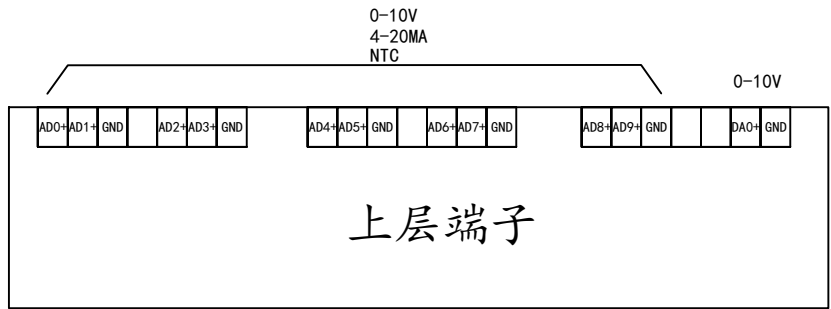 0-10V
4-20MA
NTC
0-10V
AD0+ AD1+ GND AD2+ AD3+ GND AD4+ AD5+ GND AD6+ AD7+ GND AD8+ AD9+ GND DA0+ GND
上层端子